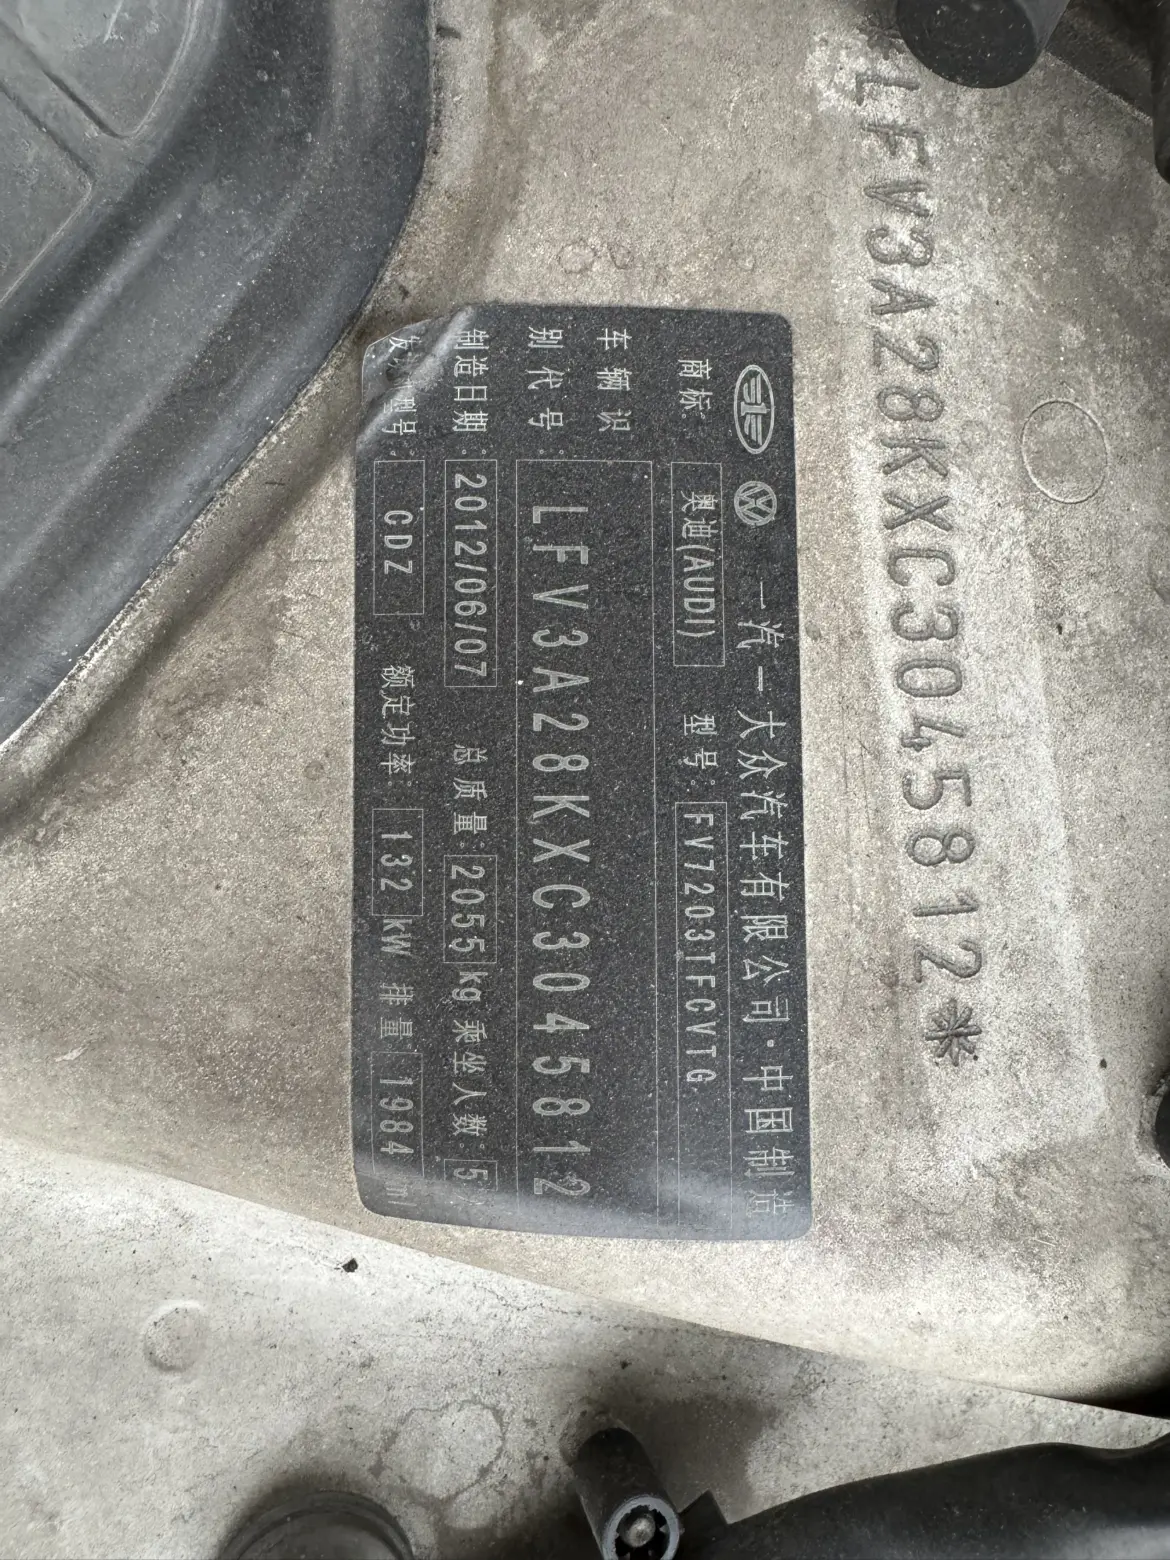 LFV3A28KXC3045812*
一汽一大众汽车有限公司·中国制造
商标: 奥迪(AUDI) 型号: FV7203TFCVTG
车辆识
别代号: LFV3A28KXC3045812
制造日期: 2012/06/07 总质量: 2055 kg 乘坐人数: 5
型号: CDZ 额定功率: 132 kW 排量 1984 ml